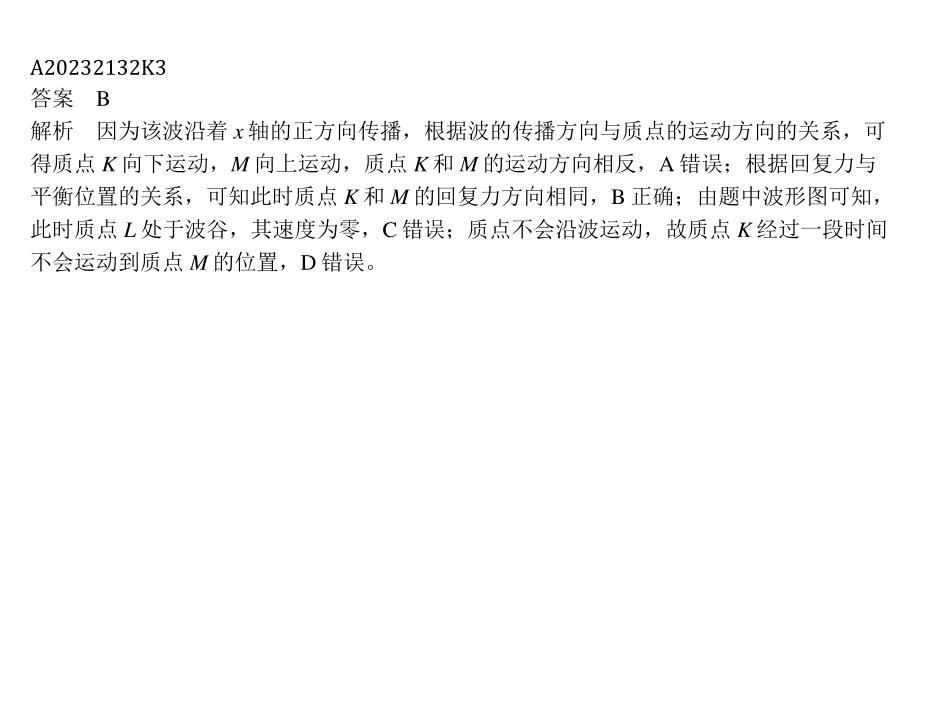 A20232132K3
答案　B
解析　因为该波沿着 x 轴的正方向传播，根据波的传播方向与质点的运动方向的关系，可
得质点 K 向下运动，M 向上运动，质点 K 和 M 的运动方向相反，A 错误；根据回复力与
平衡位置的关系，可知此时质点 K 和 M 的回复力方向相同，B 正确；由题中波形图可知，
此时质点 L 处于波谷，其速度为零，C 错误；质点不会沿波运动，故质点 K 经过一段时间
不会运动到质点 M 的位置，D 错误。